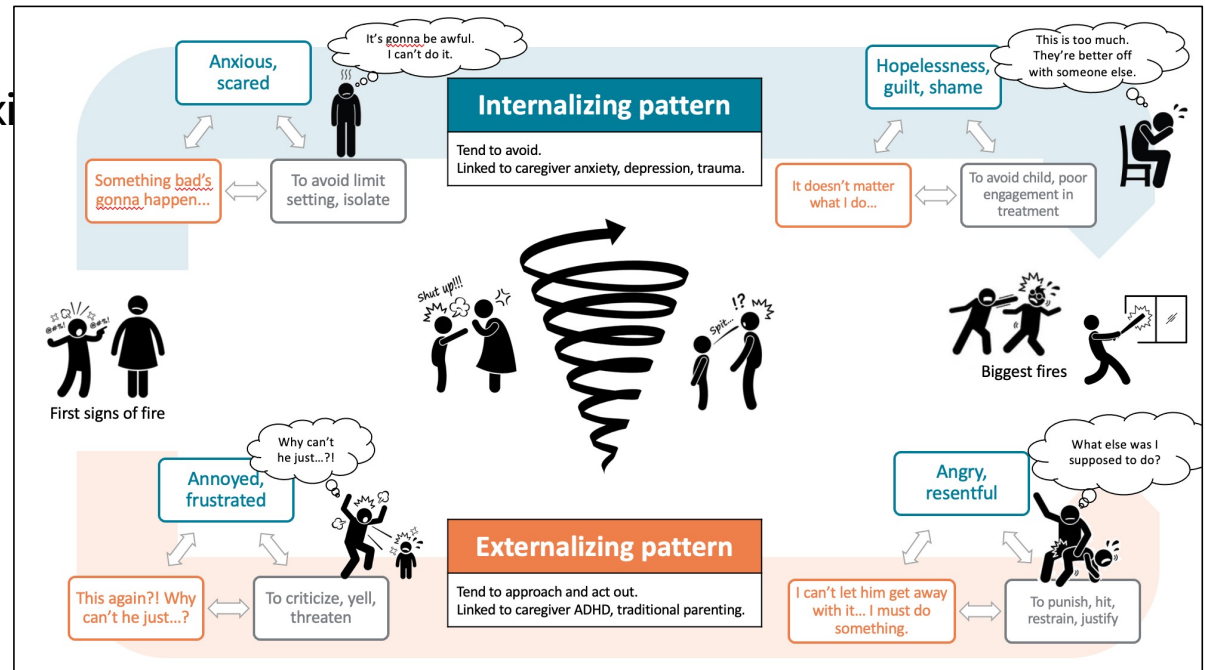 ki
Anxious,
scared
It's gonna be awful.
I can't do it.
Something bad's
gonna happen...
To avoid limit
setting, isolate
Internalizing pattern
Tend to avoid.
Linked to caregiver anxiety, depression, trauma.
Hopelessness,
guilt, shame
This is too much.
They're better off
with someone else.
It doesn't matter
what I do...
To avoid child, poor
engagement in
treatment
@#%!
@#%!
First signs of fire
Shut up!!!
Spit...
!?
Biggest fires
Annoyed,
frustrated
Why can't
he just...?!
This again?! Why
can't he just...?
To criticize, yell,
threaten
Externalizing pattern
Tend to approach and act out.
Linked to caregiver ADHD, traditional parenting.
Angry,
resentful
What else was I
supposed to do?
I can't let him get away
with it... I must do
something.
To punish, hit,
restrain, justify